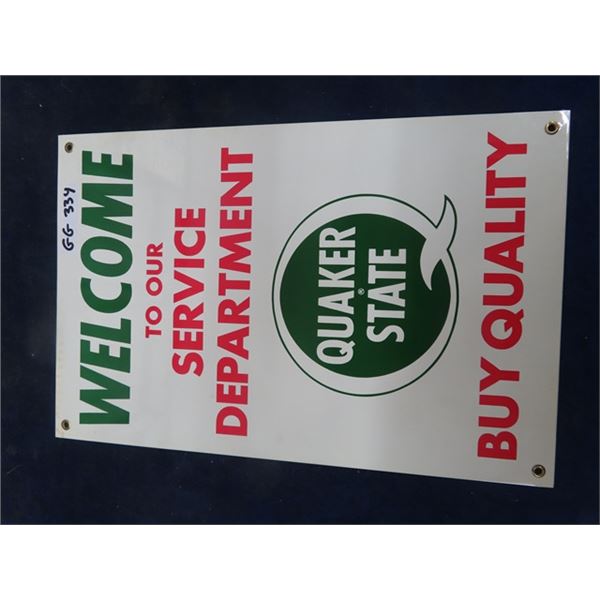 GG 334
WELCOME
TO OUR
SERVICE
DEPARTMENT
QUAKER
®
STATE
BUY QUALITY